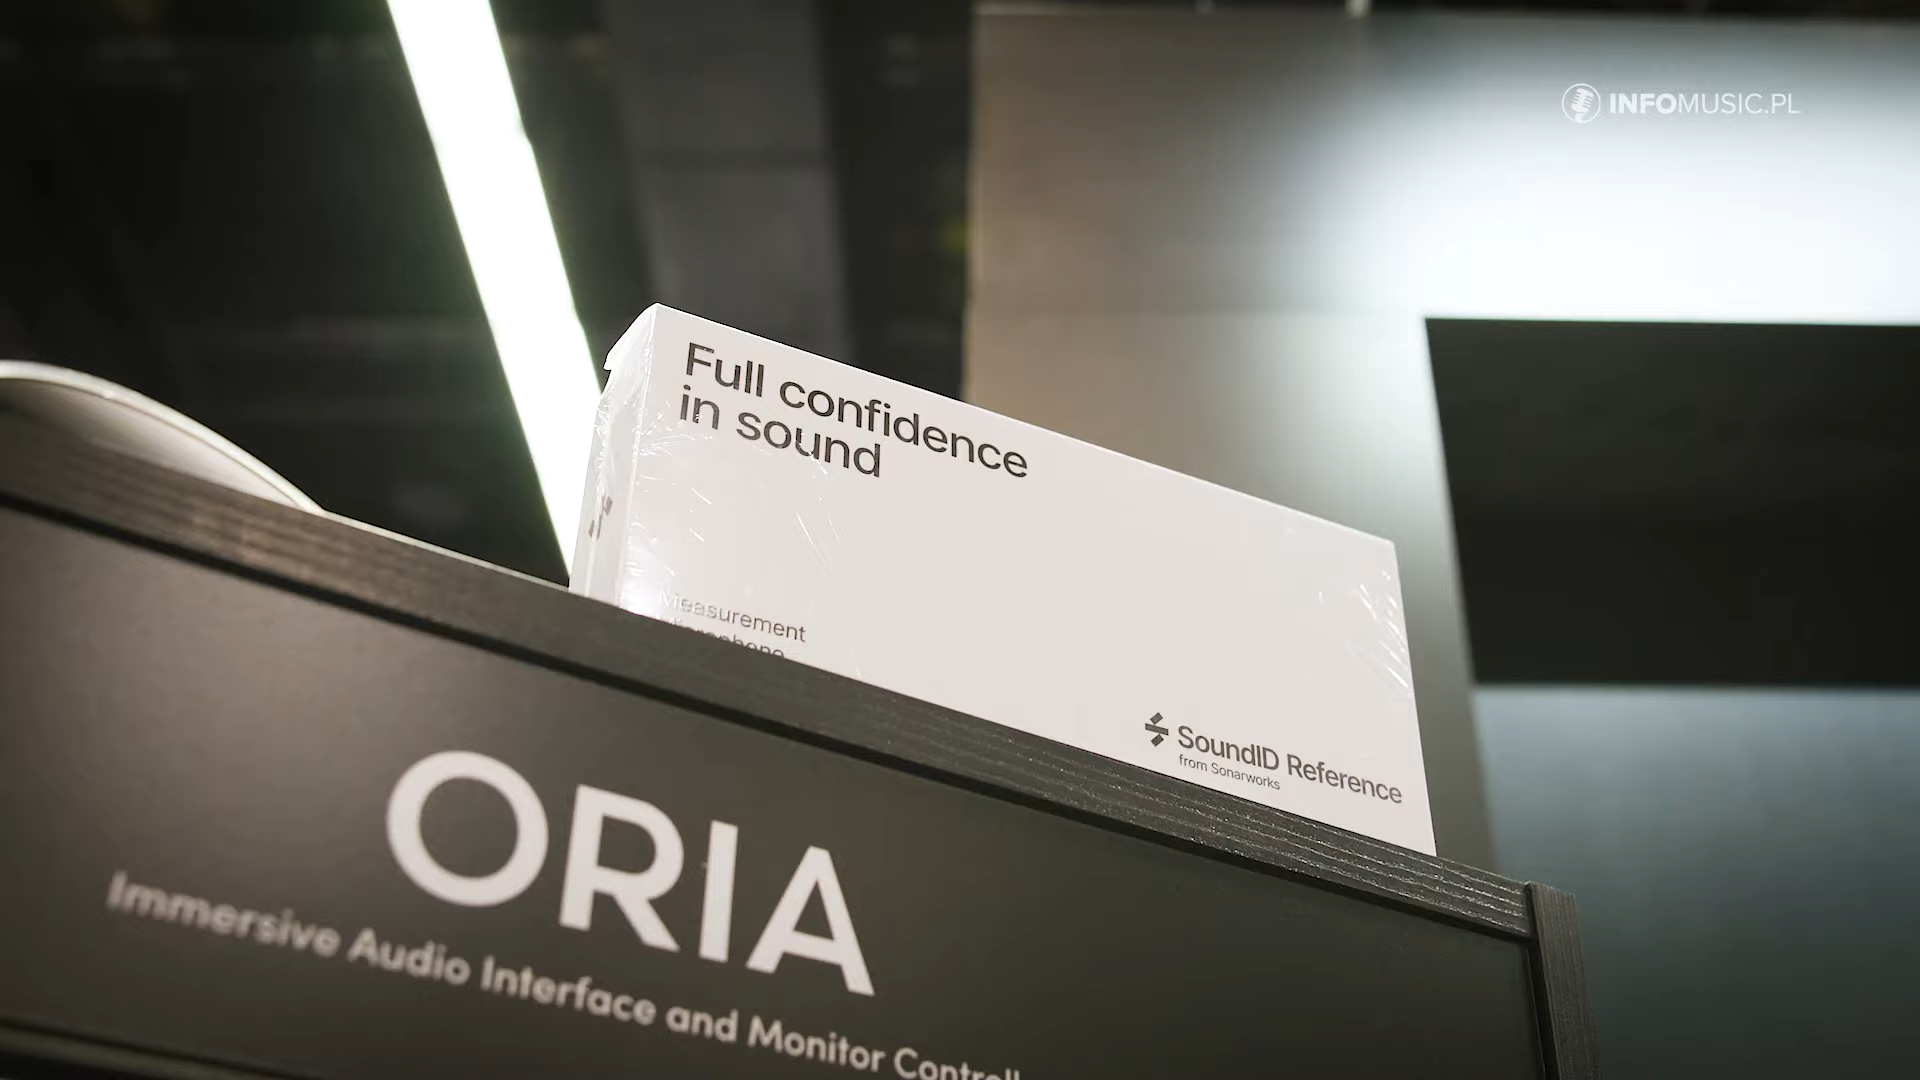 INFOMUSIC.PL
Full confidence
in sound
Measurement
SoundID Reference
from Sonarworks
ORIA
Immersive Audio Interface and Monitor